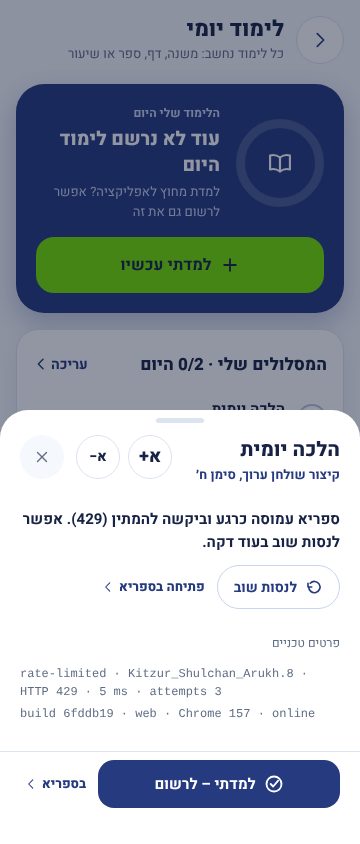 לימוד יומי
כל לימוד נחשב: משנה, דף, ספר או שיעור
הלימוד שלי היום
עוד לא נרשם לימוד
היום
למדת מחוץ לאפליקציה? אפשר
לרשום גם את זה
למדתי עכשיו
המסלולים שלי · 0/2 היום
עריכה
הלכה יומית
הלכה יומית
קיצור שולחן ערוך, סימן ח׳
א+
א−
ספריא עמוסה כרגע וביקשה להמתין (429). אפשר
לנסות שוב בעוד דקה.
לנסות שוב
פתיחה בספריא
פרטים טכניים
rate-limited · Kitzur_Shulchan_Arukh.8 ·
HTTP 429 · 5 ms · attempts 3
build 6fddb19 · web · Chrome 157 · online
למדתי – לרשום
בספריא